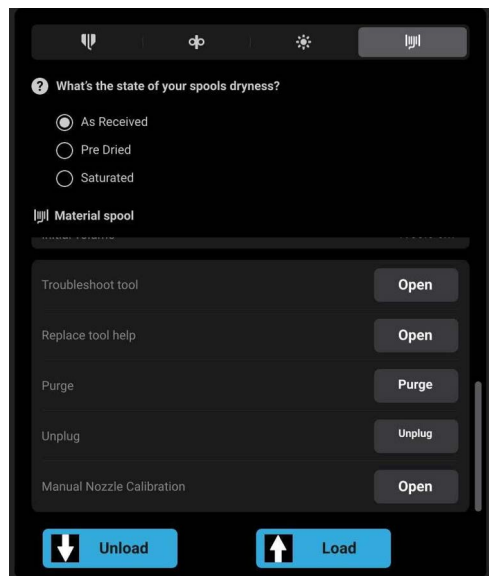 What's the state of your spools dryness?
As Received
Pre Dried
Saturated
Material spool
Troubleshoot tool Open
Replace tool help Open
Purge Purge
Unplug Unplug
Manual Nozzle Calibration Open
Unload Load